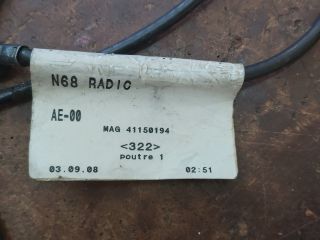 N68 RADIO
AE-00
MAG 41150194
<322>
poutre 1
03.09.08 02:51